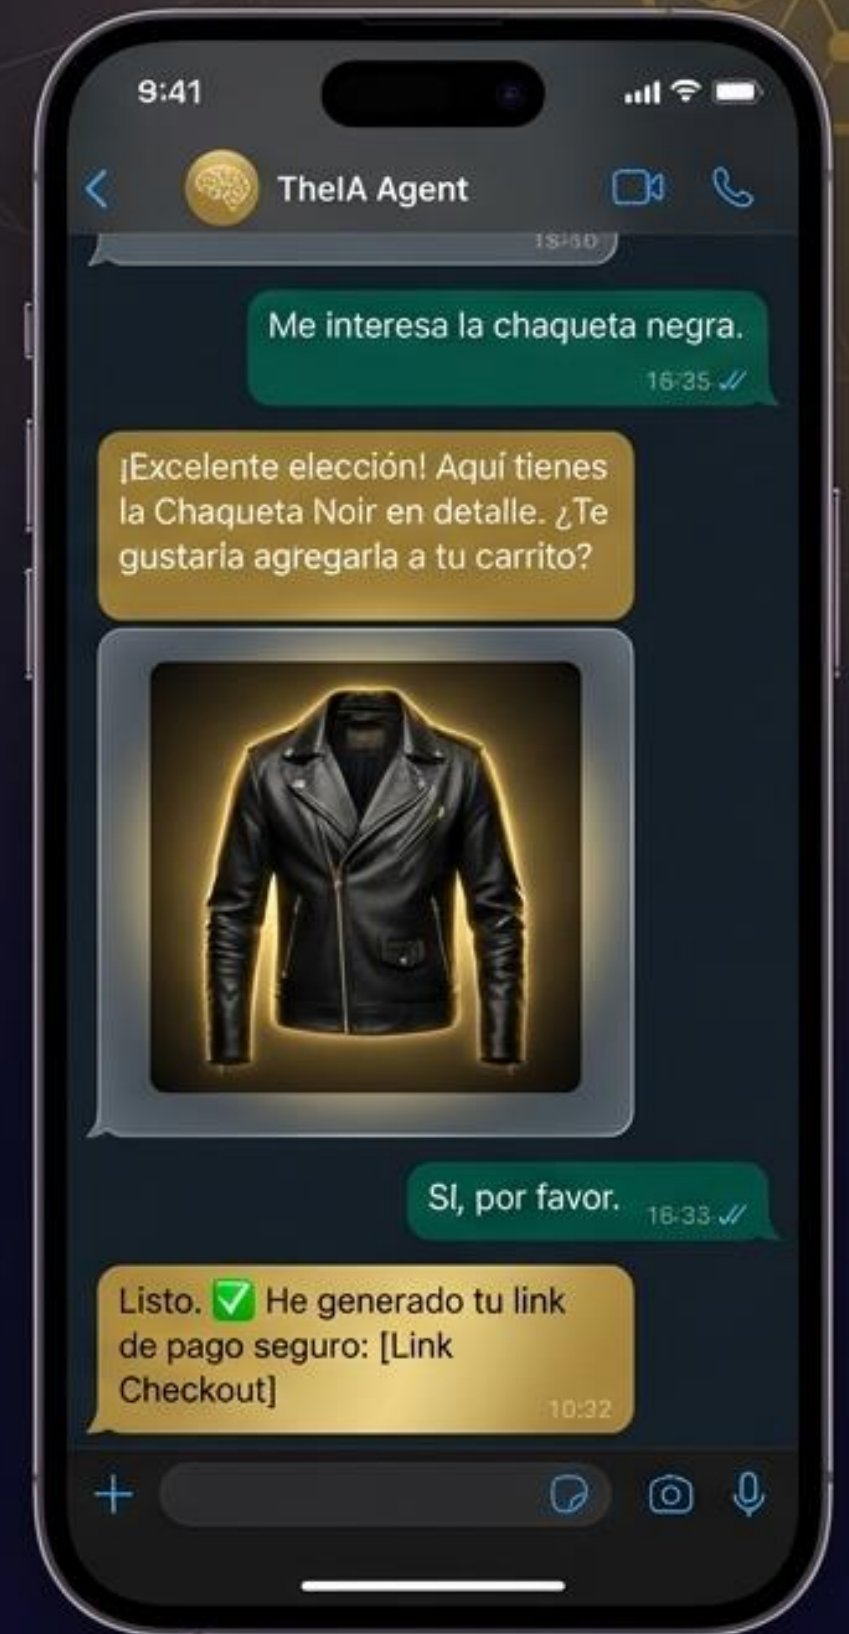 9:41
TheIA Agent
Me interesa la chaqueta negra.
16:35
¡Excelente elección! Aquí tienes
la Chaqueta Noir en detalle. ¿Te
gustaría agregarla a tu carrito?
Sí, por favor.
16:33
Listo. ✅ He generado tu link
de pago seguro: [Link
Checkout]
10:32